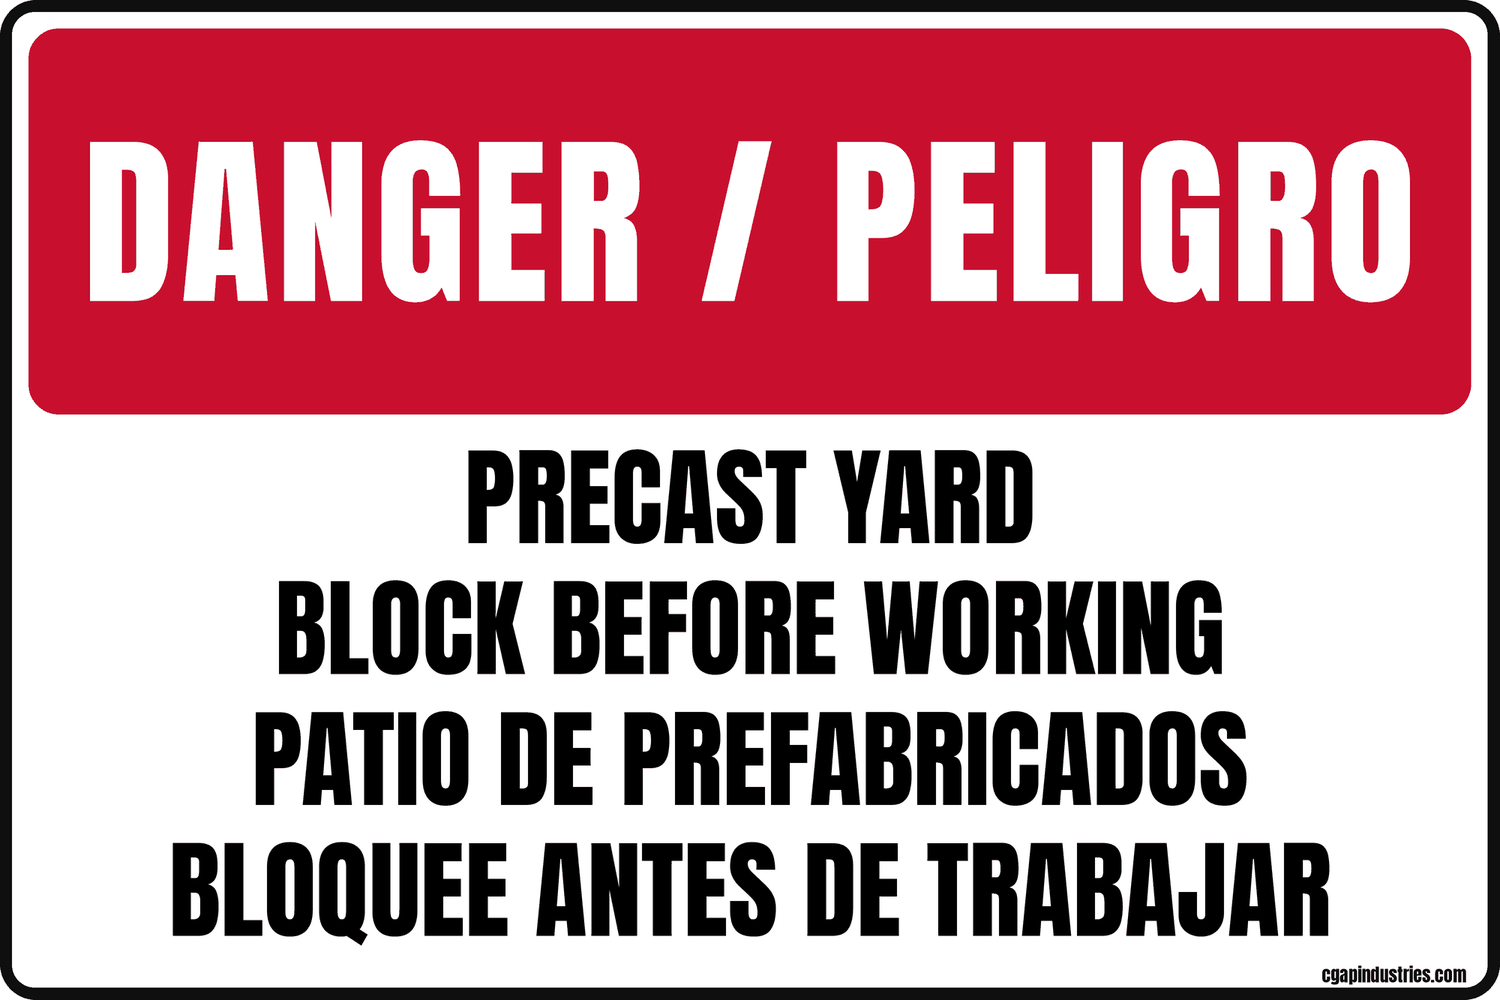 DANGER / PELIGRO
PRECAST YARD
BLOCK BEFORE WORKING
PATIO DE PREFABRICADOS
BLOQUEE ANTES DE TRABAJAR
cgapindustries.com